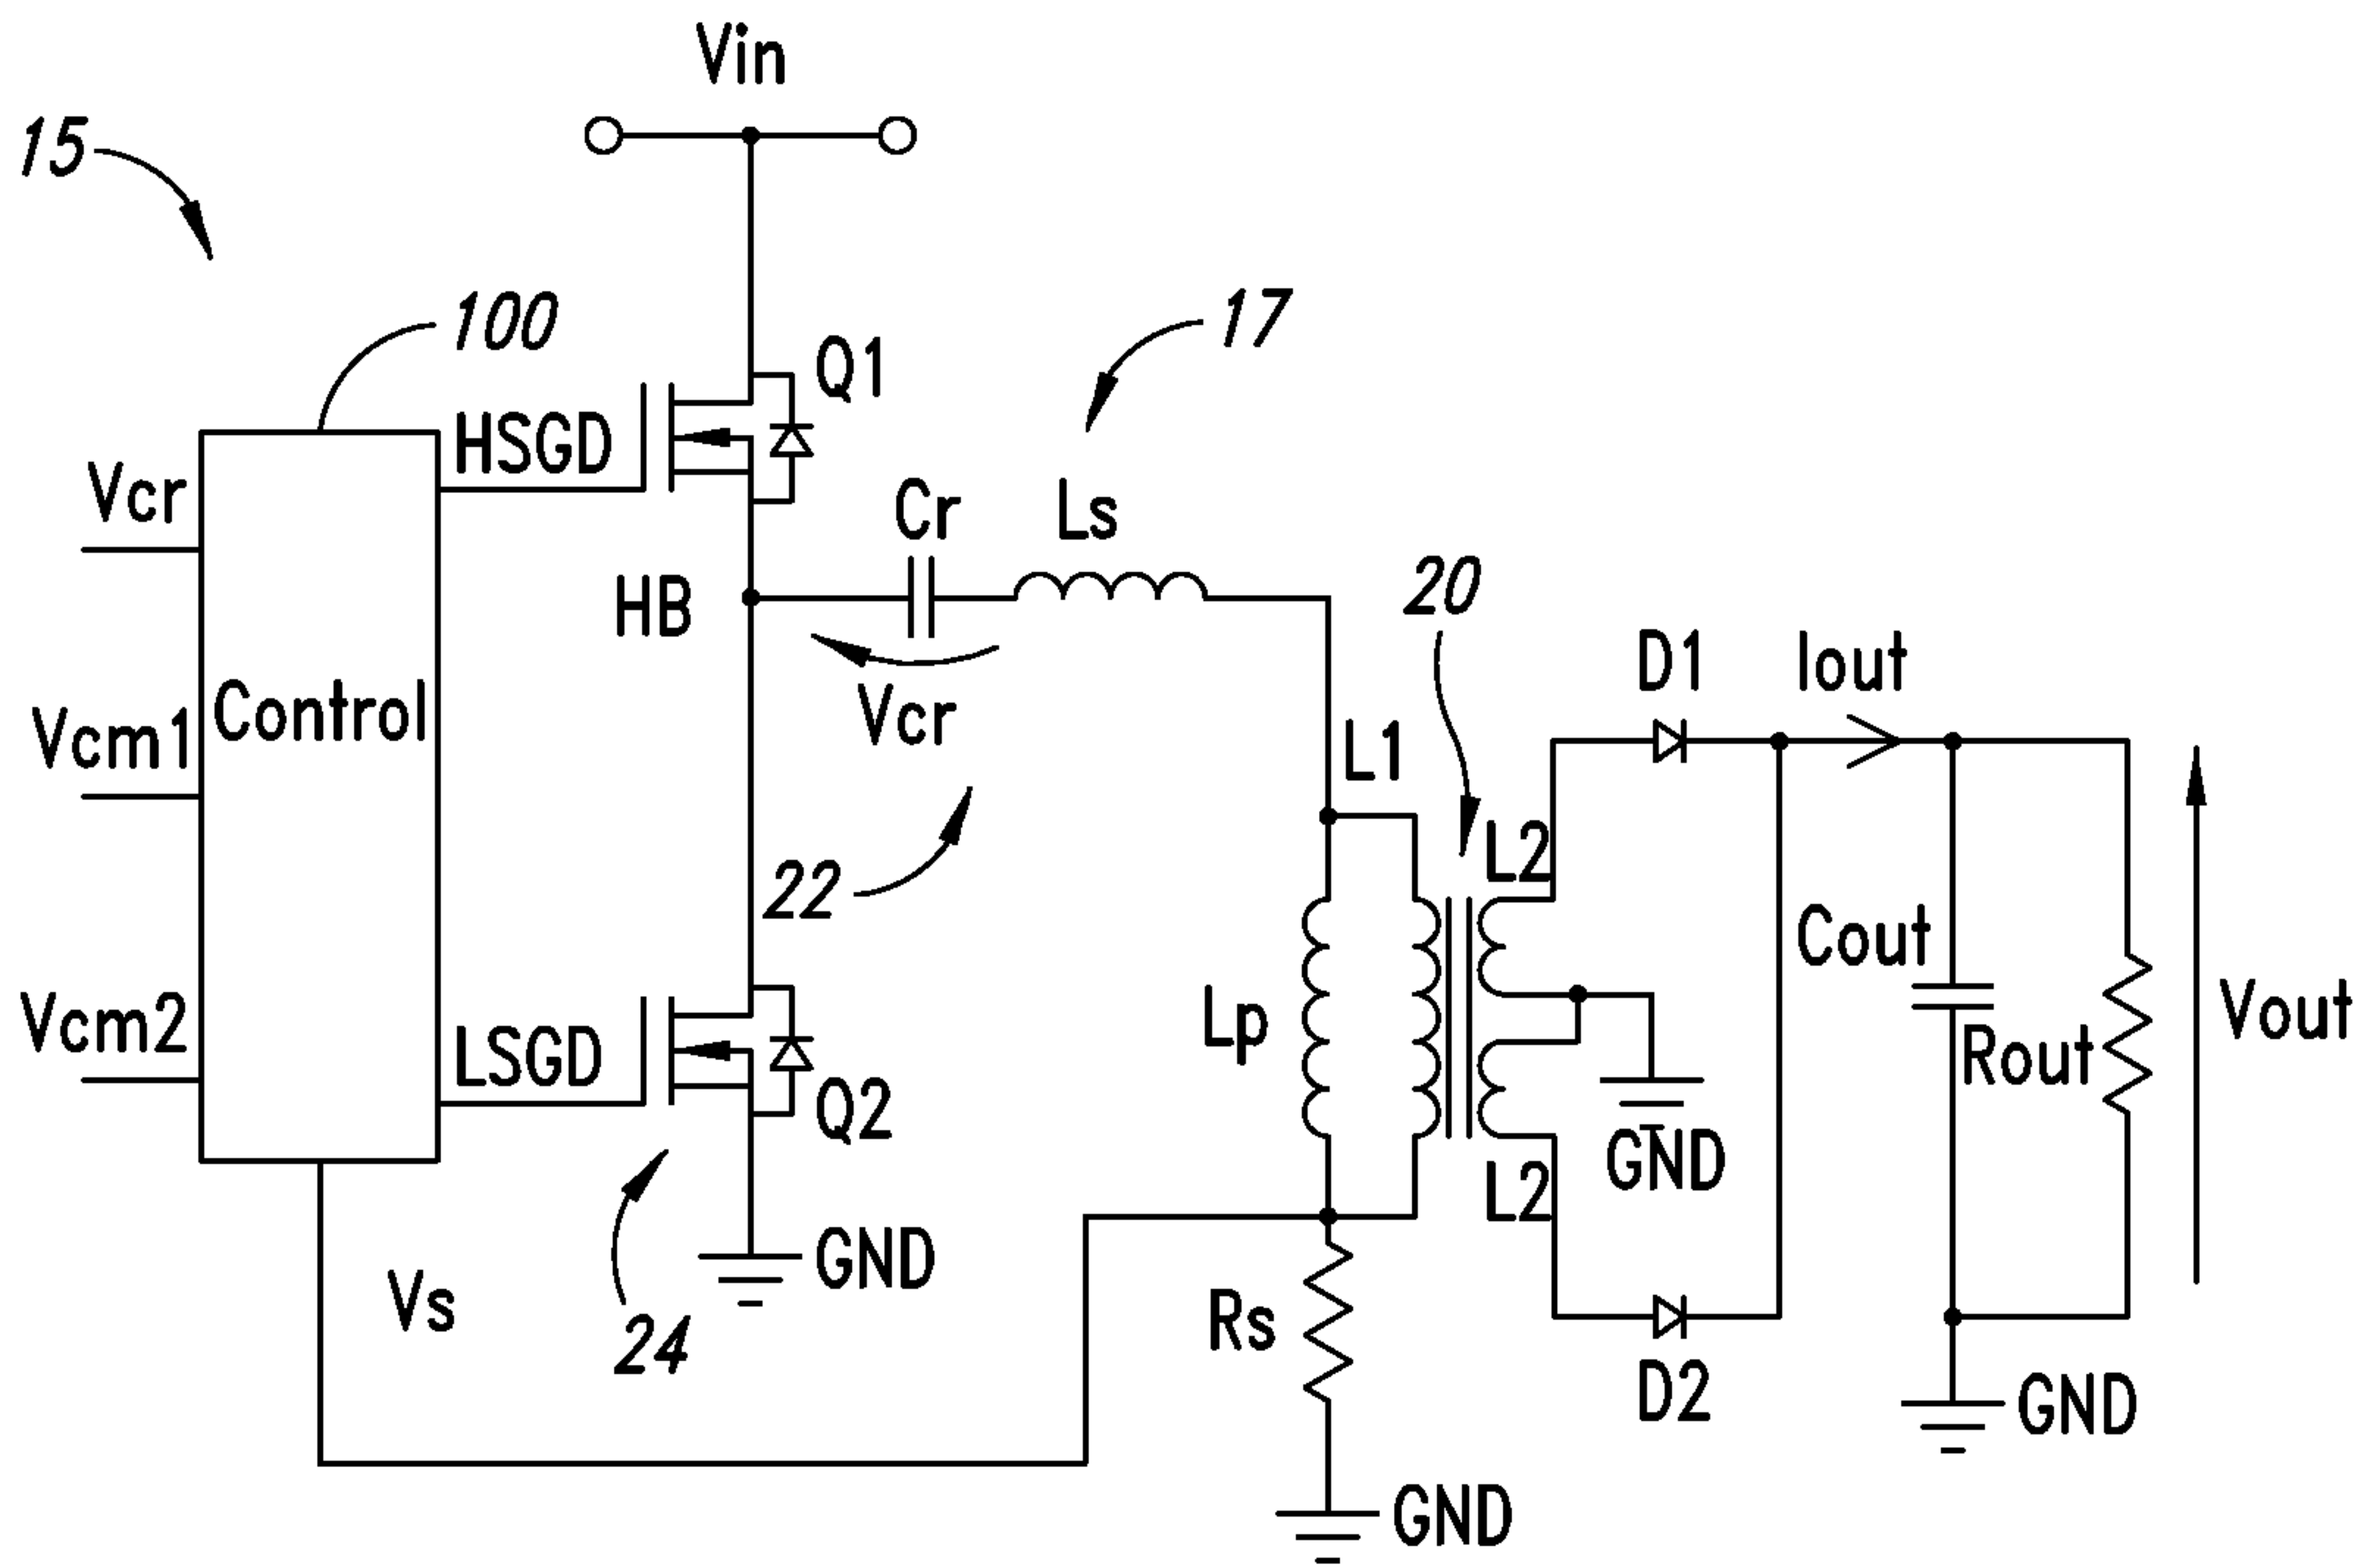 Vin
15
100
17
Q1
HSGD
Vcr
Cr
Ls
HB
20
D1
Iout
Vcr
Control
Vcm1
L1
L2
22
Cout
Vcm2
LSGD
Lp
Rout
Vout
Q2
GND
L2
GND
Vs
Rs
24
D2
GND
GND